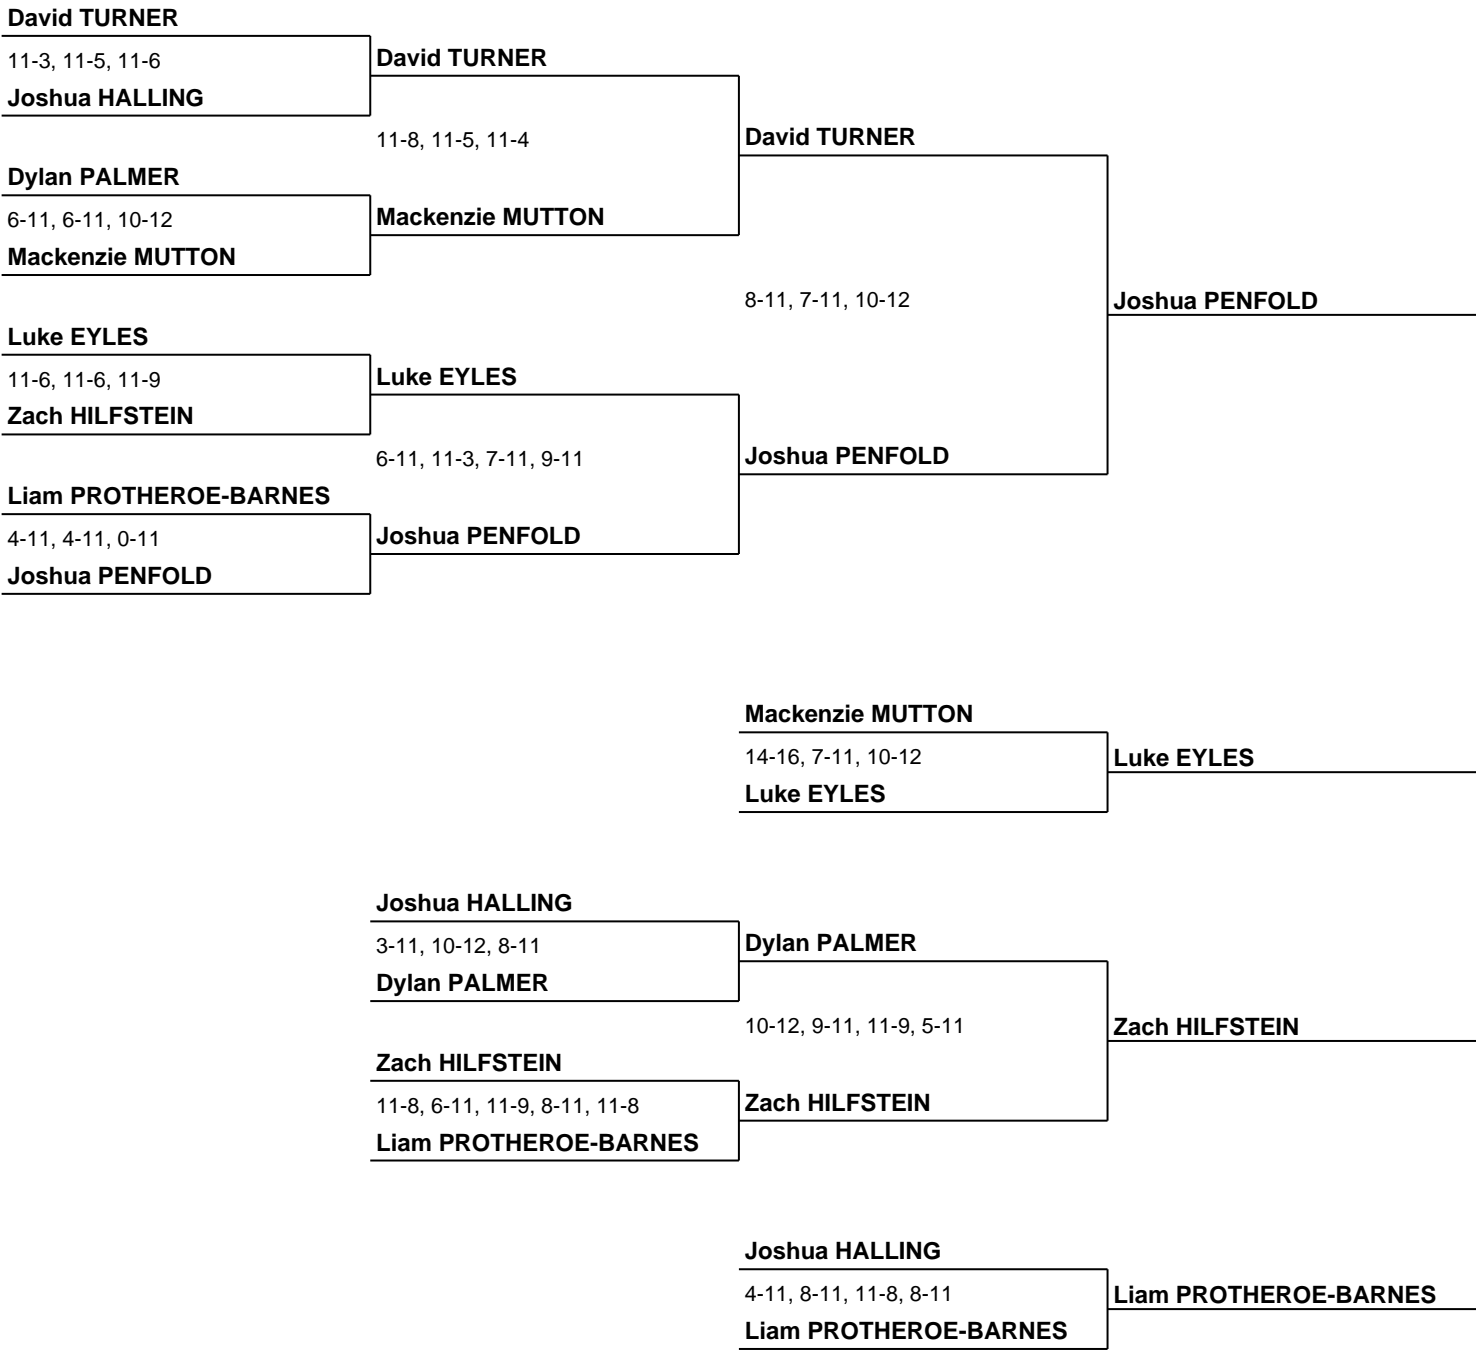 David TURNER
11-3, 11-5, 11-6
Joshua HALLING
David TURNER
11-8, 11-5, 11-4
David TURNER
Dylan PALMER
6-11, 6-11, 10-12
Mackenzie MUTTON
Mackenzie MUTTON
8-11, 7-11, 10-12
Joshua PENFOLD
Luke EYLES
11-6, 11-6, 11-9
Zach HILFSTEIN
Luke EYLES
6-11, 11-3, 7-11, 9-11
Joshua PENFOLD
Liam PROTHEROE-BARNES
4-11, 4-11, 0-11
Joshua PENFOLD
Joshua PENFOLD
Mackenzie MUTTON
14-16, 7-11, 10-12
Luke EYLES
Luke EYLES
Joshua HALLING
3-11, 10-12, 8-11
Dylan PALMER
Dylan PALMER
10-12, 9-11, 11-9, 5-11
Zach HILFSTEIN
Zach HILFSTEIN
11-8, 6-11, 11-9, 8-11, 11-8
Liam PROTHEROE-BARNES
Zach HILFSTEIN
Joshua HALLING
4-11, 8-11, 11-8, 8-11
Liam PROTHEROE-BARNES
Liam PROTHEROE-BARNES